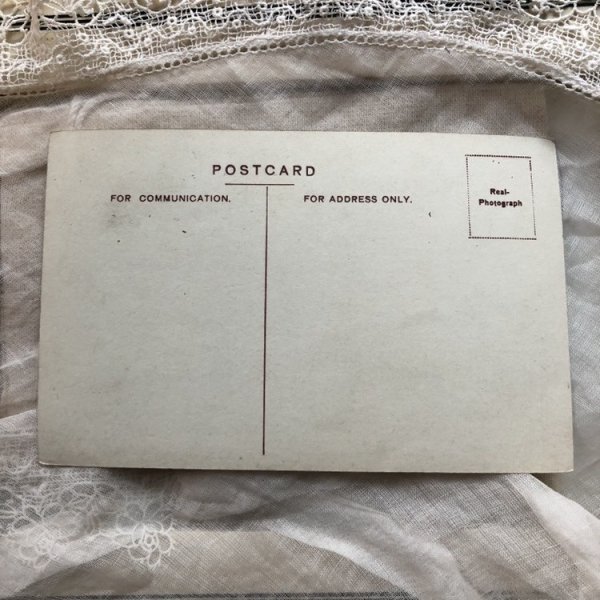 POSTCARD
FOR COMMUNICATION.
FOR ADDRESS ONLY.
Real-
Photograph